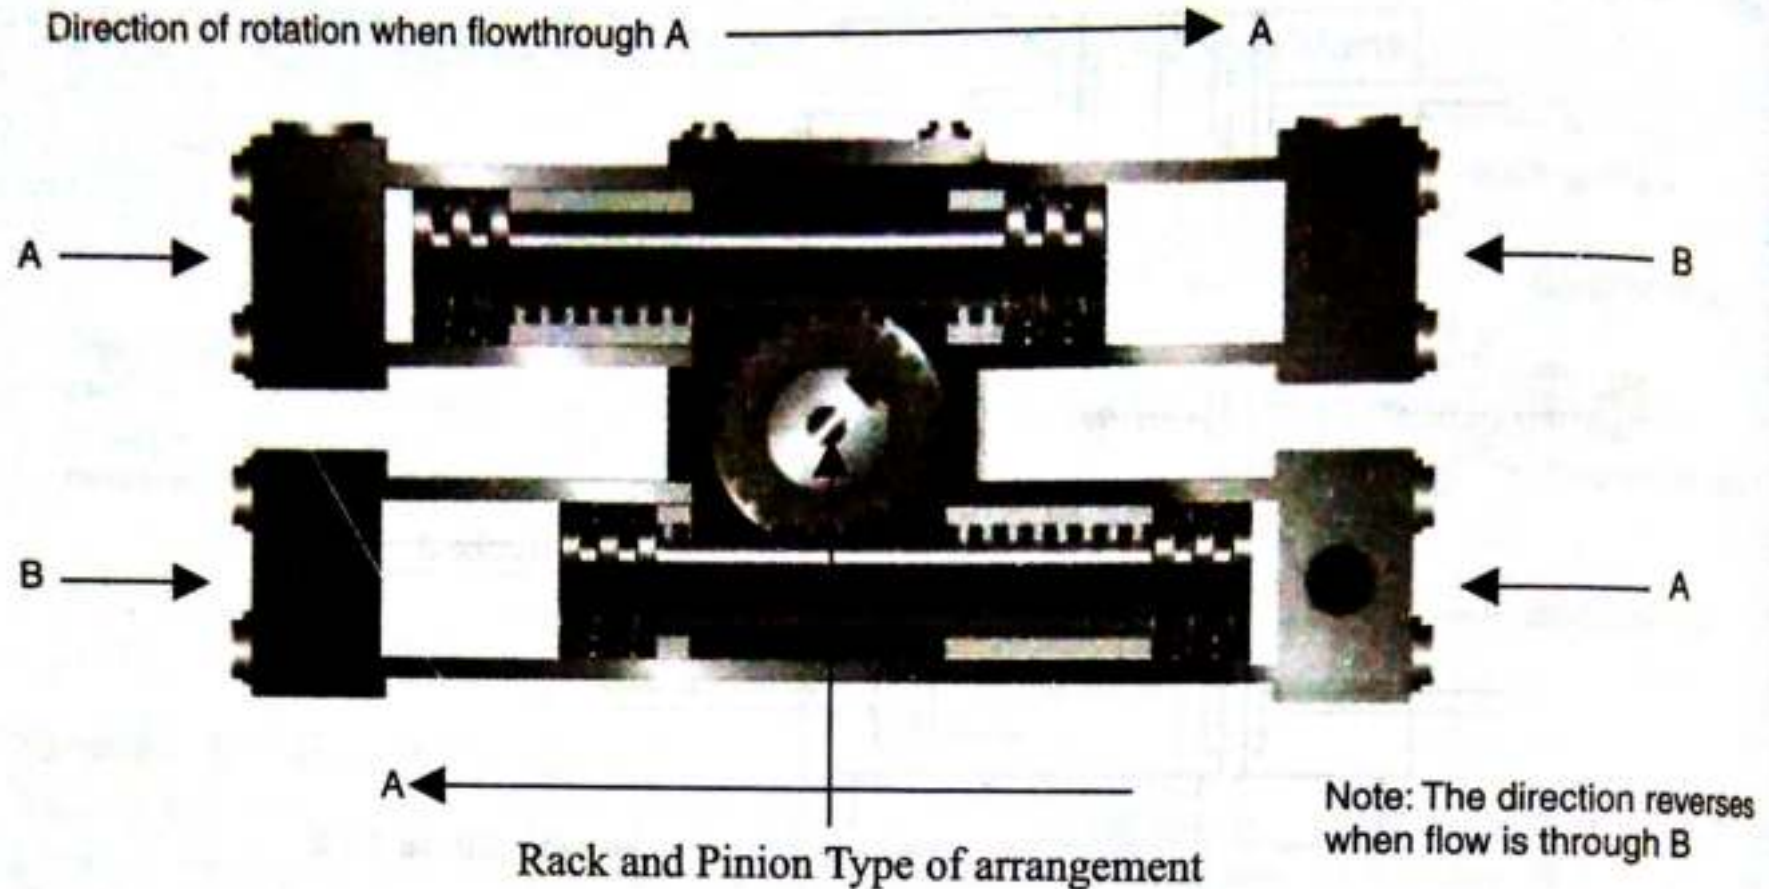 Direction of rotation when flowthrough A
A
A
B
B
A
A
Note: The direction reverses
when flow is through B
Rack and Pinion Type of arrangement